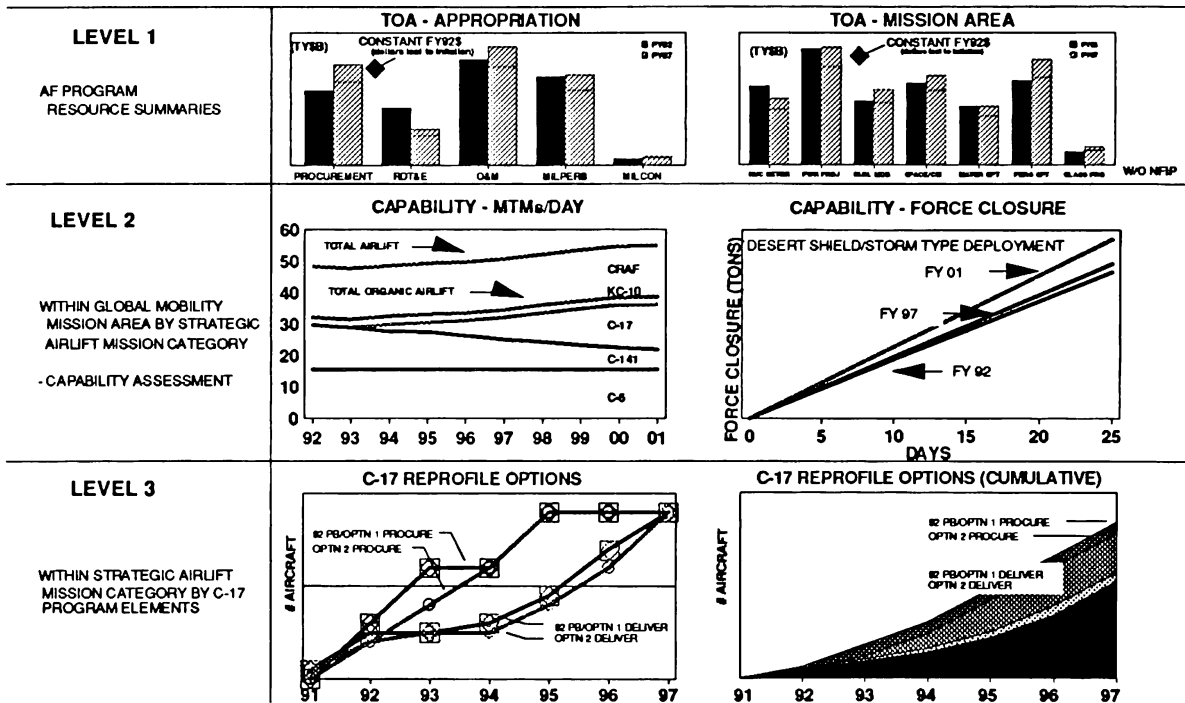 LEVEL 1
AF PROGRAM
RESOURCE SUMMARIES
TOA - APPROPRIATION
(TY$B)
CONSTANT FY92$
FY92
FY97
PROCUREMENT RDT&E O&M MILPERS MILCON
TOA - MISSION AREA
(TY$B)
CONSTANT FY92$
W/O NFIP
LEVEL 2
WITHIN GLOBAL MOBILITY
MISSION AREA BY STRATEGIC
AIRLIFT MISSION CATEGORY
- CAPABILITY ASSESSMENT
CAPABILITY - MTMs/DAY
60
50
40
30
20
10
0
TOTAL AIRLIFT
CRAF
TOTAL ORGANIC AIRLIFT
KC-10
C-17
C-141
C-5
92 93 94 95 96 97 98 99 00 01
CAPABILITY - FORCE CLOSURE
FORCE CLOSURE (TONS)
DESERT SHIELD/STORM TYPE DEPLOYMENT
FY 01
FY 97
FY 92
0 5 10 15 20 25
DAYS
LEVEL 3
WITHIN STRATEGIC AIRLIFT
MISSION CATEGORY BY C-17
PROGRAM ELEMENTS
C-17 REPROFILE OPTIONS
# AIRCRAFT
92 PB/OPTN 1 PROCURE
OPTN 2 PROCURE
92 PB/OPTN 1 DELIVER
OPTN 2 DELIVER
91 92 93 94 95 96 97
C-17 REPROFILE OPTIONS (CUMULATIVE)
# AIRCRAFT
92 PB/OPTN 1 PROCURE
OPTN 2 PROCURE
92 PB/OPTN 1 DELIVER
OPTN 2 DELIVER
91 92 93 94 95 96 97